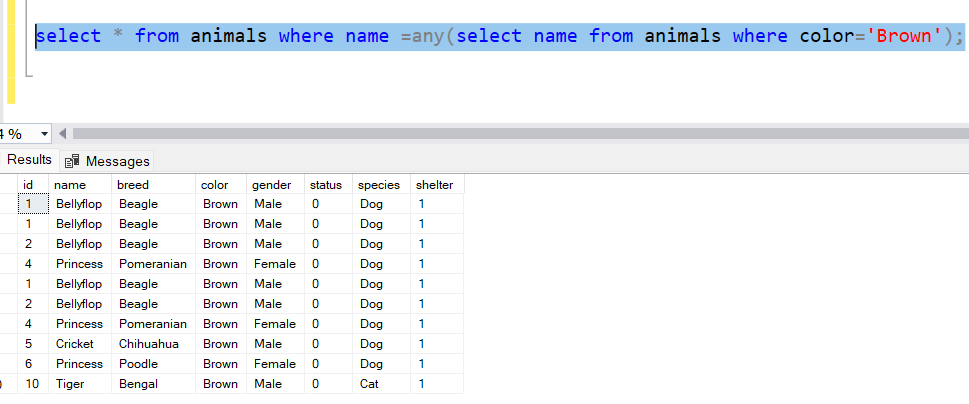 select * from animals where name =any(select name from animals where color='Brown');
4 %
Results Messages
id name breed color gender status species shelter
1 Bellyflop Beagle Brown Male 0 Dog 1
1 Bellyflop Beagle Brown Male 0 Dog 1
2 Bellyflop Beagle Brown Male 0 Dog 1
4 Princess Pomeranian Brown Female 0 Dog 1
1 Bellyflop Beagle Brown Male 0 Dog 1
2 Bellyflop Beagle Brown Male 0 Dog 1
4 Princess Pomeranian Brown Female 0 Dog 1
5 Cricket Chihuahua Brown Male 0 Dog 1
6 Princess Poodle Brown Female 0 Dog 1
10 Tiger Bengal Brown Male 0 Cat 1